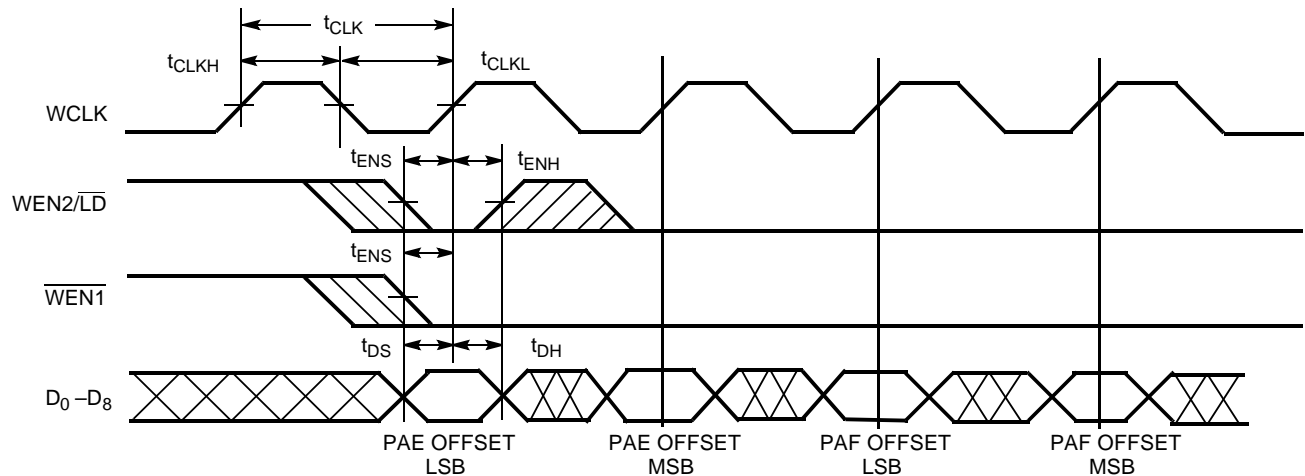 tCLK
tCLKH
tCLKL
WCLK
tENS
tENH
WEN2/LD
tENS
WEN1
tDS
tDH
D0 –D8
PAE OFFSET
LSB
PAE OFFSET
MSB
PAF OFFSET
LSB
PAF OFFSET
MSB